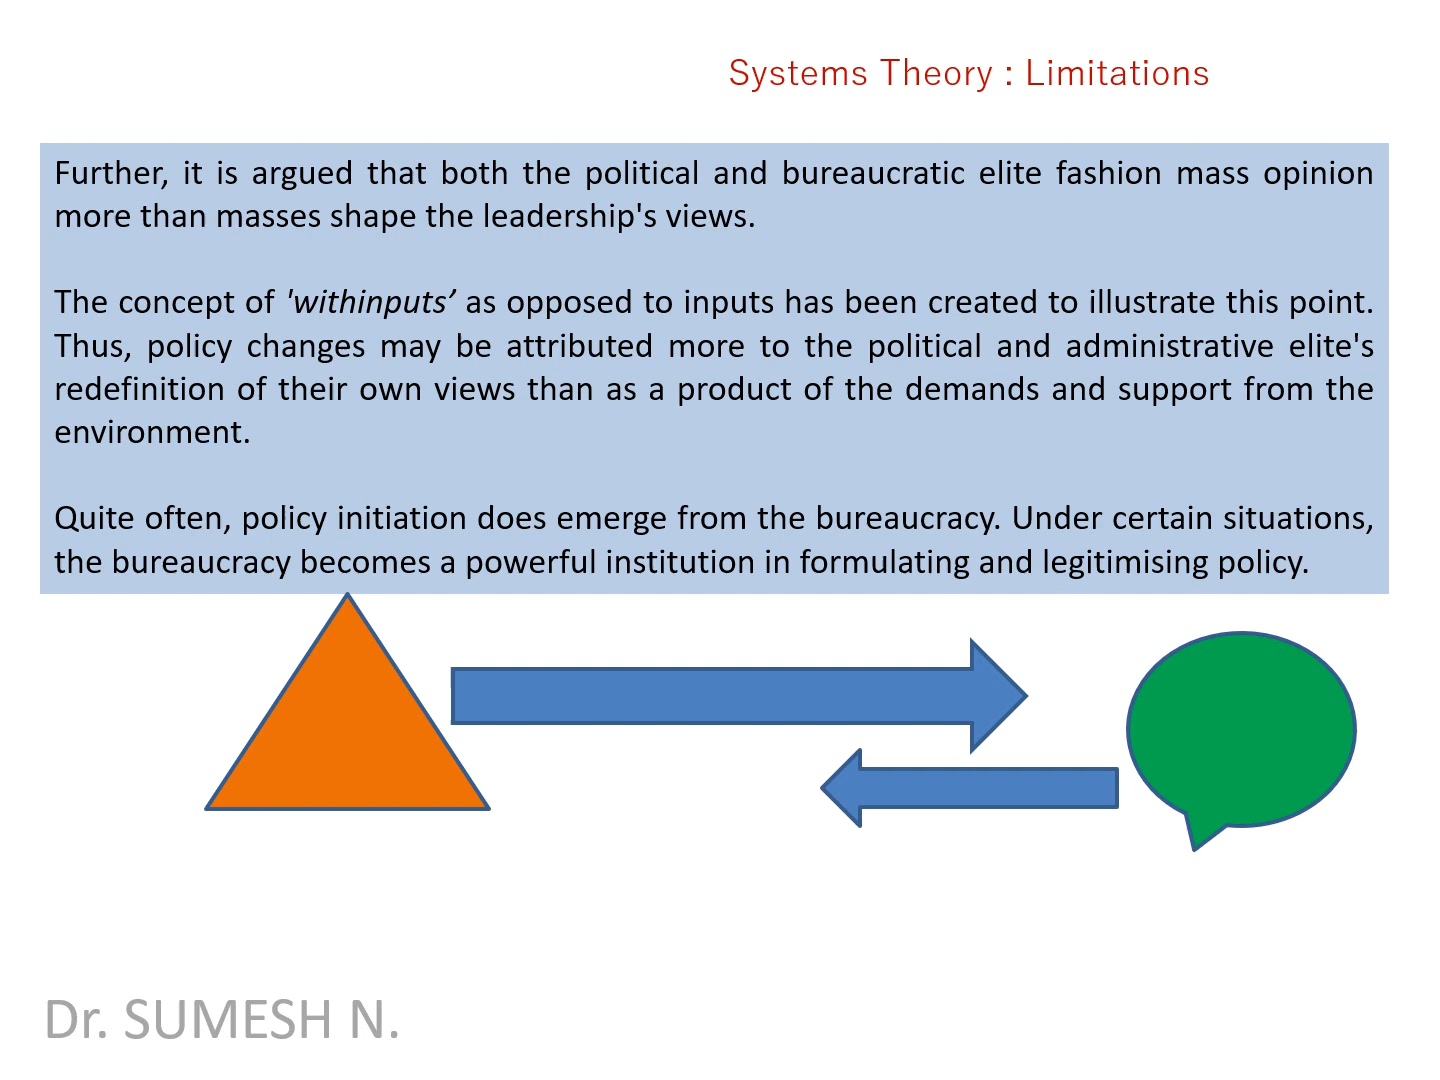 Systems Theory : Limitations
Further, it is argued that both the political and bureaucratic elite fashion mass opinion
more than masses shape the leadership's views.
The concept of 'withinputs’ as opposed to inputs has been created to illustrate this point.
Thus, policy changes may be attributed more to the political and administrative elite's
redefinition of their own views than as a product of the demands and support from the
environment.
Quite often, policy initiation does emerge from the bureaucracy. Under certain situations,
the bureaucracy becomes a powerful institution in formulating and legitimising policy.
Dr. SUMESH N.